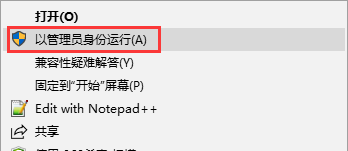 打开(O)
以管理员身份运行(A)
兼容性疑难解答(Y)
固定到"开始"屏幕(P)
Edit with Notepad++
共享